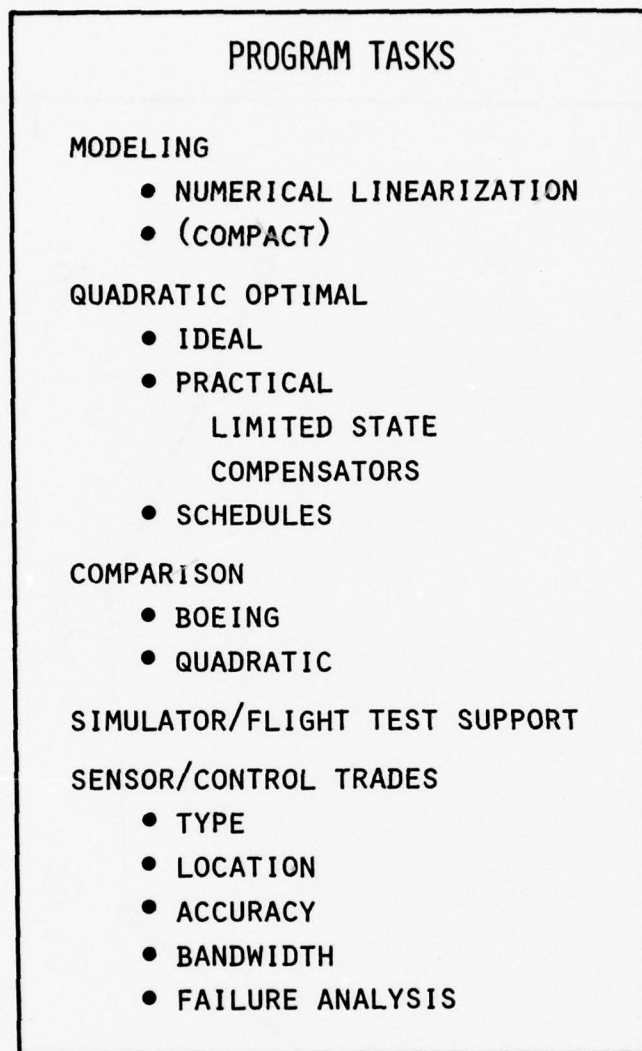 PROGRAM TASKS
MODELING
• NUMERICAL LINEARIZATION
• (COMPACT)
QUADRATIC OPTIMAL
• IDEAL
• PRACTICAL
LIMITED STATE
COMPENSATORS
• SCHEDULES
COMPARISON
• BOEING
• QUADRATIC
SIMULATOR/FLIGHT TEST SUPPORT
SENSOR/CONTROL TRADES
• TYPE
• LOCATION
• ACCURACY
• BANDWIDTH
• FAILURE ANALYSIS